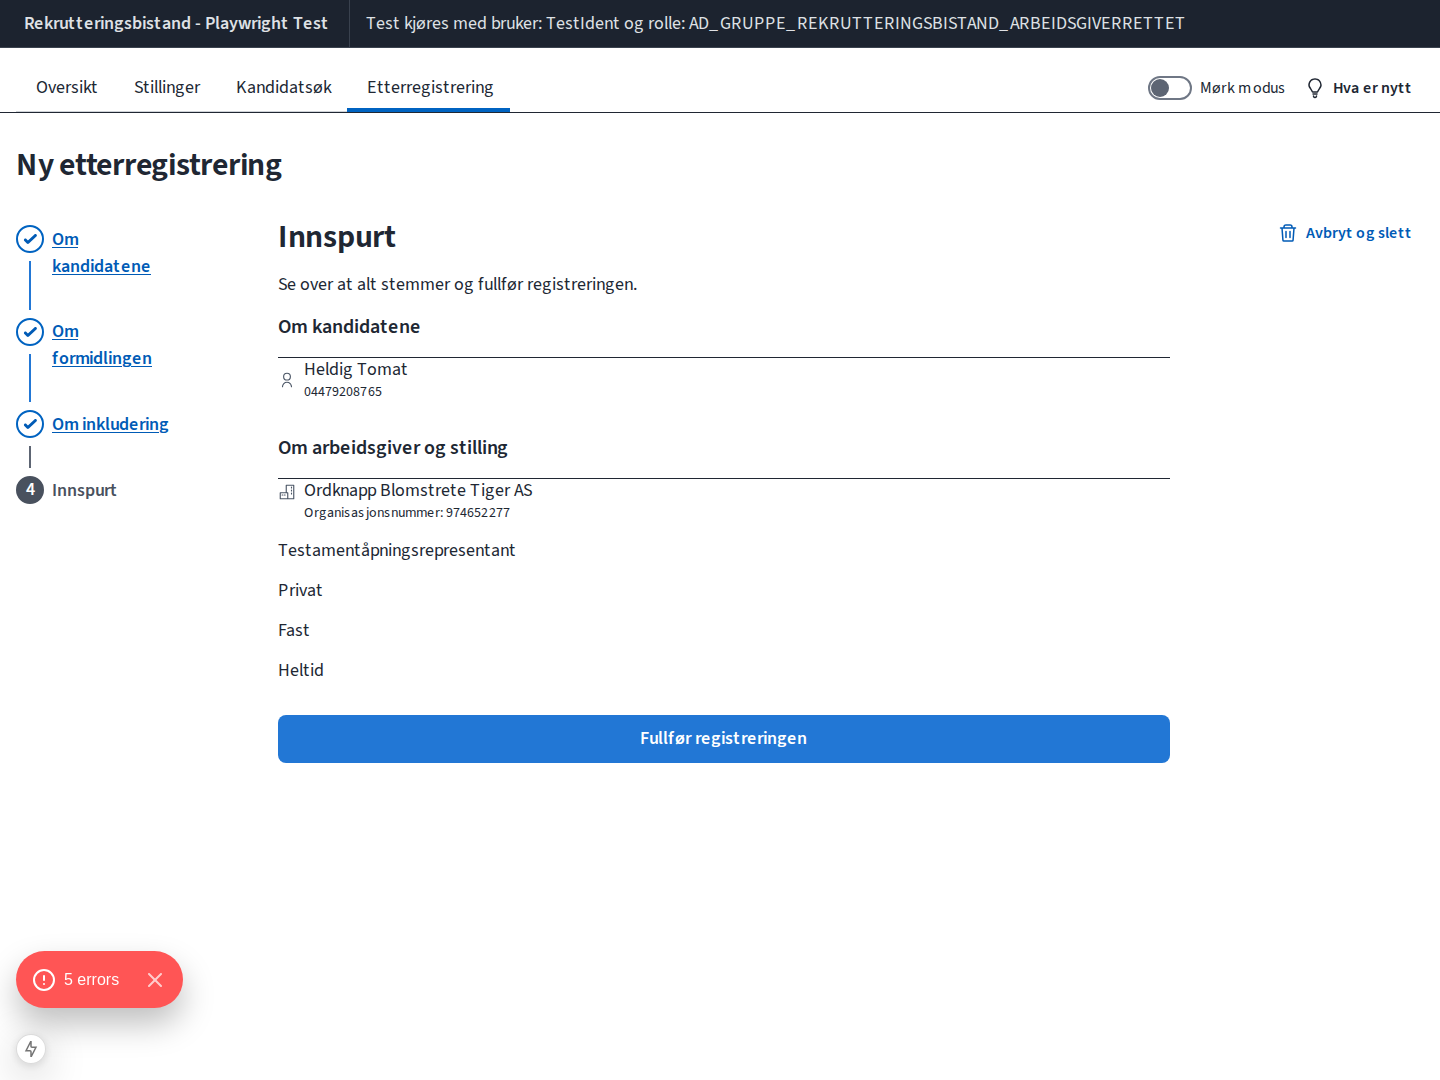 Rekrutteringsbistand - Playwright Test
Test kjøres med bruker: TestIdent og rolle: AD_GRUPPE_REKRUTTERINGSBISTAND_ARBEIDSGIVERRETTET
Oversikt
Stillinger
Kandidatsøk
Etterregistrering
Mørk modus
Hva er nytt
Ny etterregistrering
Om
kandidatene
Om
formidlingen
Om inkludering
4 Innspurt
Innspurt
Avbryt og slett
Se over at alt stemmer og fullfør registreringen.
Om kandidatene
Heldig Tomat
04479208765
Om arbeidsgiver og stilling
Ordknapp Blomstrete Tiger AS
Organisasjonsnummer: 974652277
Testamentåpningsrepresentant
Privat
Fast
Heltid
Fullfør registreringen
5 errors